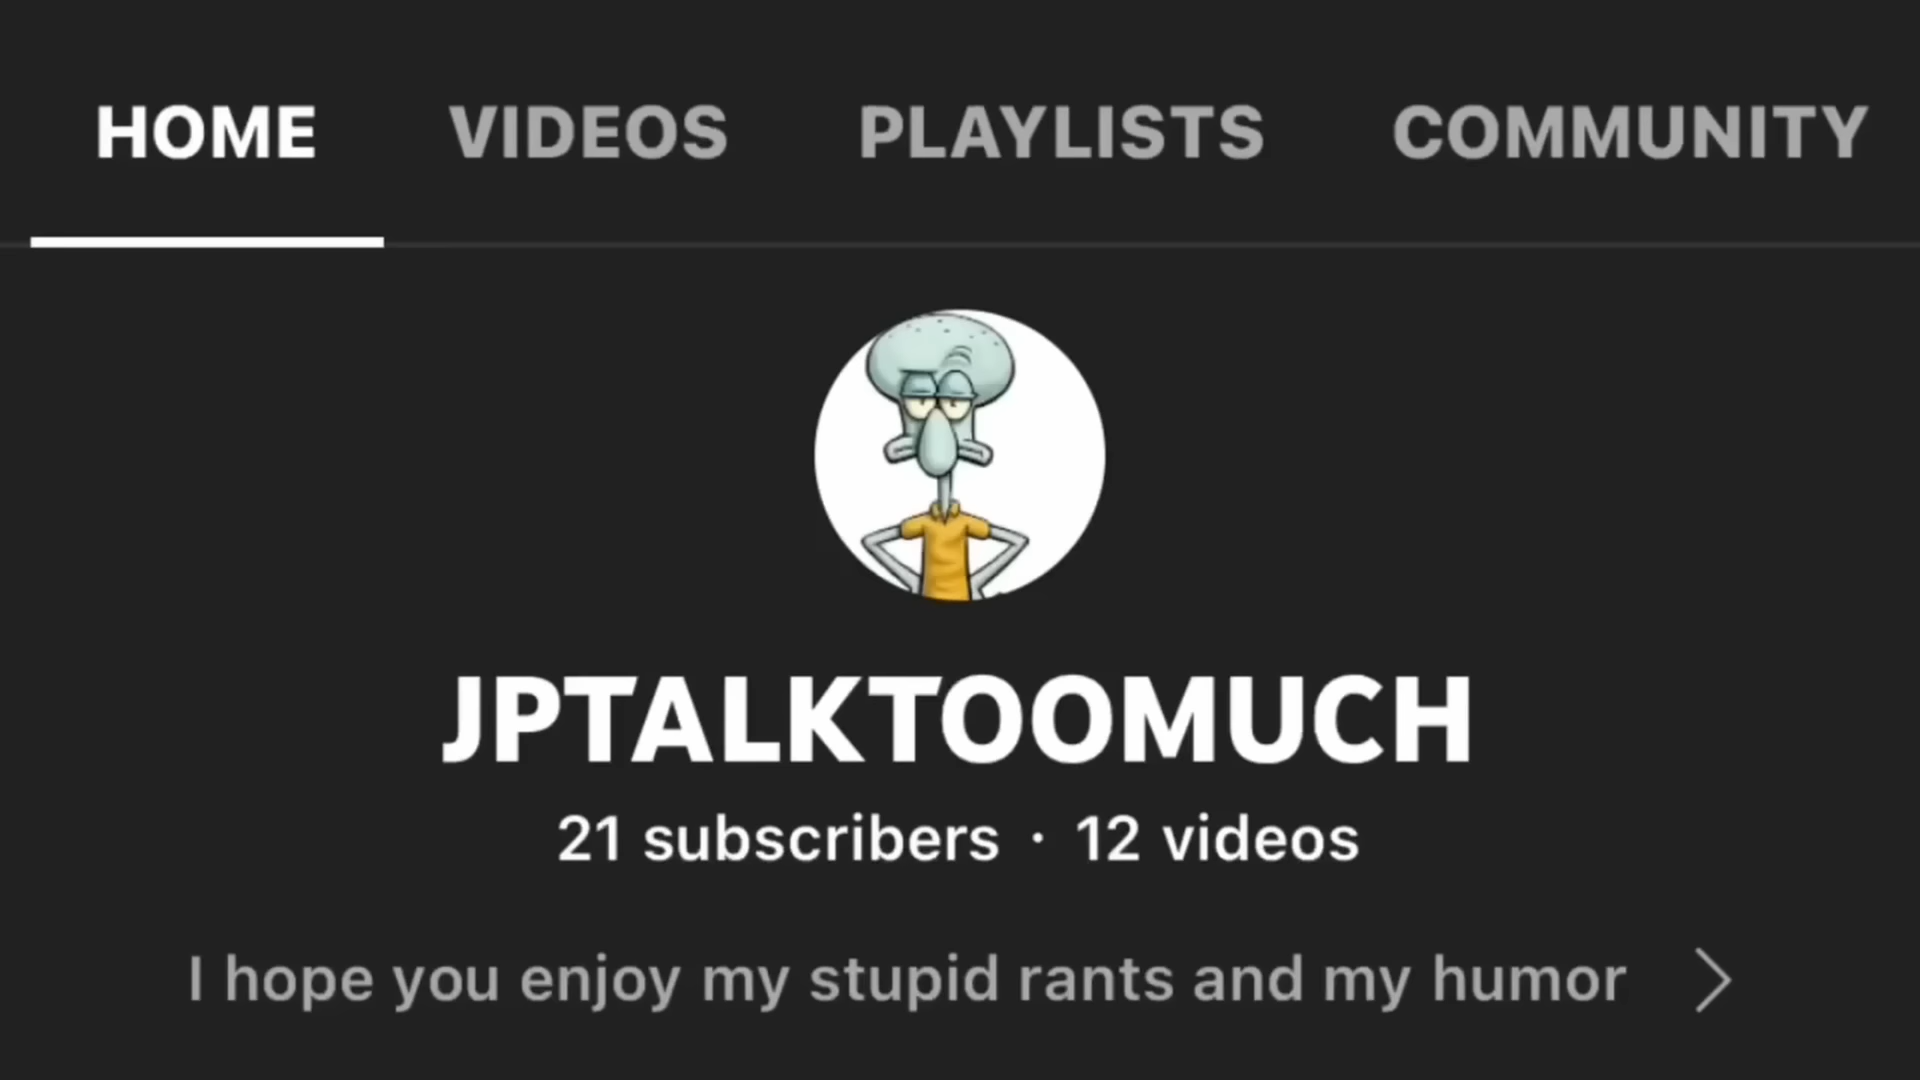 HOME VIDEOS PLAYLISTS COMMUNITY
JPTALKTOOMUCH
21 subscribers · 12 videos
I hope you enjoy my stupid rants and my humor